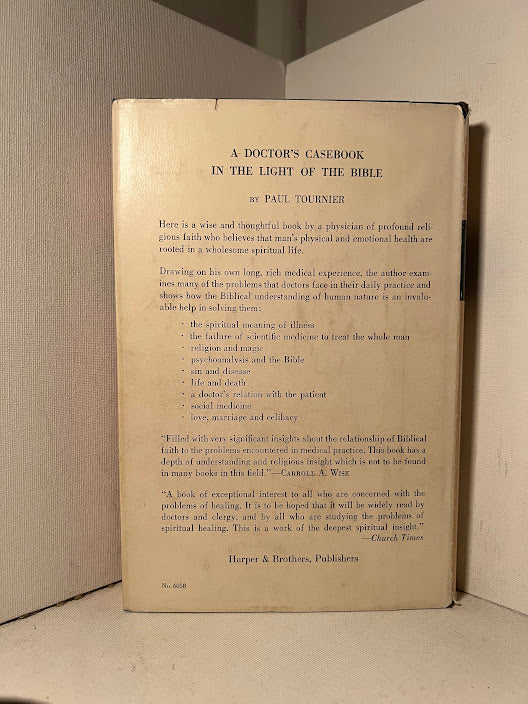 A DOCTOR'S CASEBOOK
IN THE LIGHT OF THE BIBLE
BY PAUL TOURNIER
Here is a wise and thoughtful book by a physician of profound reli-
gious faith who believes that man's physical and emotional health are
rooted in a wholesome spiritual life.
Drawing on his own long, rich medical experience, the author exam-
ines many of the problems that doctors face in their daily practice and
shows how the Biblical understanding of human nature is an invalu-
able help in solving them:
· the spiritual meaning of illness
· the failure of scientific medicine to treat the whole man
· religion and magic
· psychoanalysis and the Bible
· sin and disease
· life and death
· a doctor's relation with the patient
· social medicine
· love, marriage and celibacy
"Filled with very significant insights about the relationship of Biblical
faith to the problems encountered in medical practice. This book has a
depth of understanding and religious insight which is not to be found
in many books in this field."—CARROLL A. WISE
"A book of exceptional interest to all who are concerned with the
problems of healing. It is to be hoped that it will be widely read by
doctors and clergy, and by all who are studying the problems of
spiritual healing. This is a work of the deepest spiritual insight."
—Church Times
Harper & Brothers, Publishers
No. 6058